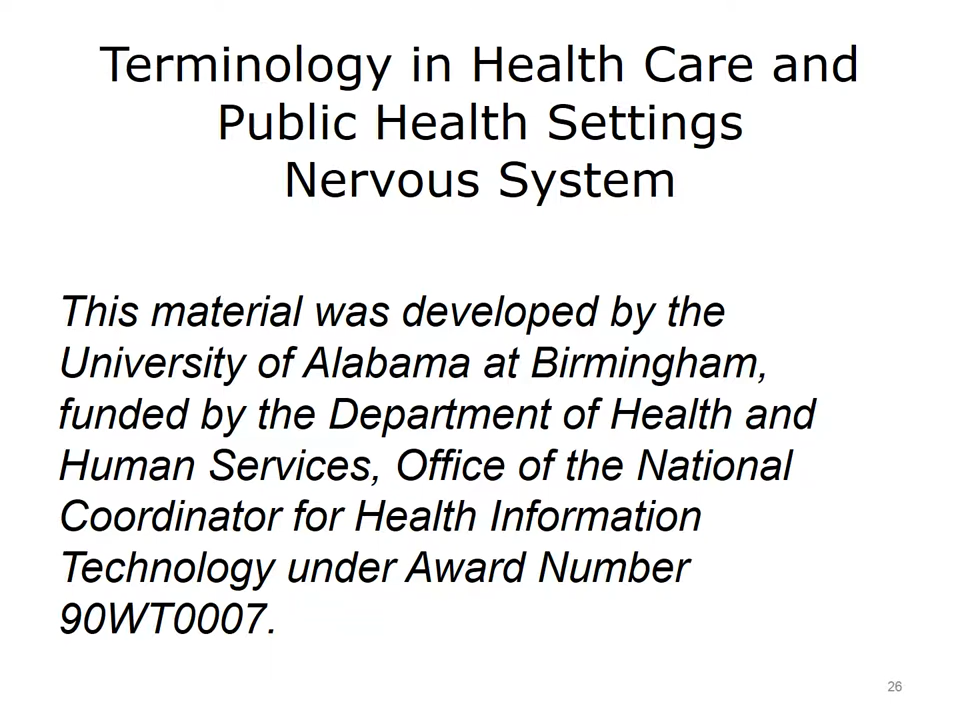 Terminology in Health Care and
Public Health Settings
Nervous System
This material was developed by the
University of Alabama at Birmingham,
funded by the Department of Health and
Human Services, Office of the National
Coordinator for Health Information
Technology under Award Number
90WT0007.
26